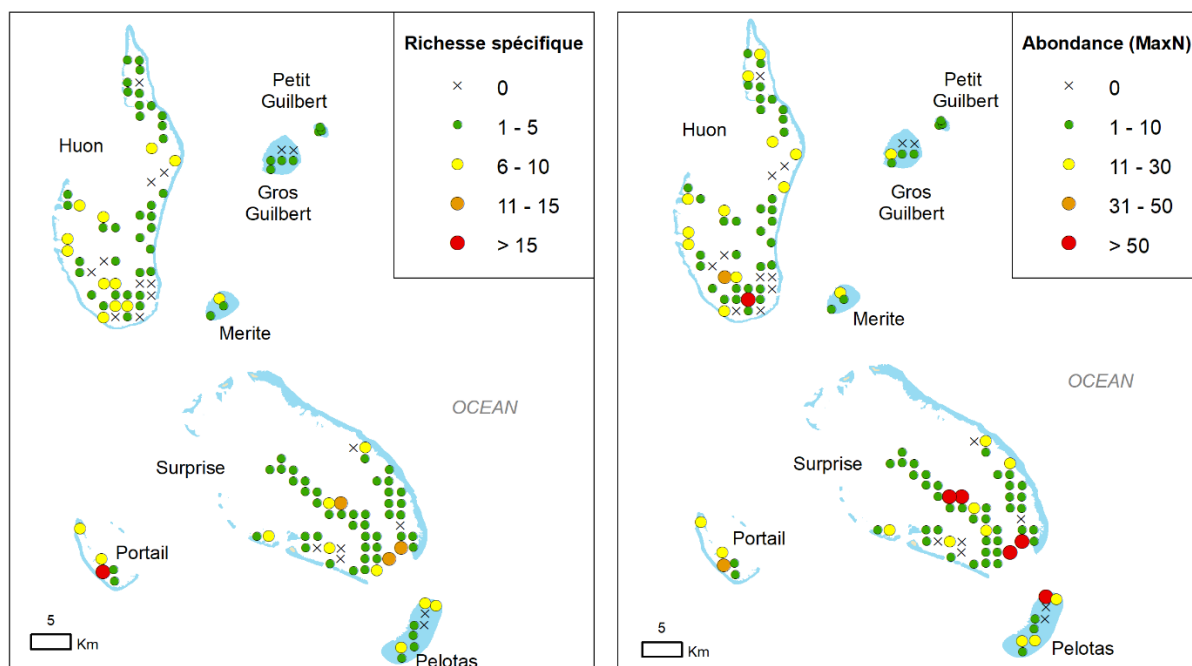 Richesse spécifique
× 0
1 - 5
6 - 10
11 - 15
> 15
Petit
Guilbert
Huon
Gros
Guilbert
Merite
OCEAN
Surprise
Portail
5
Km
Pelotas
Abondance (MaxN)
× 0
1 - 10
11 - 30
31 - 50
> 50
Petit
Guilbert
Huon
Gros
Guilbert
Merite
OCEAN
Surprise
Portail
5
Km
Pelotas